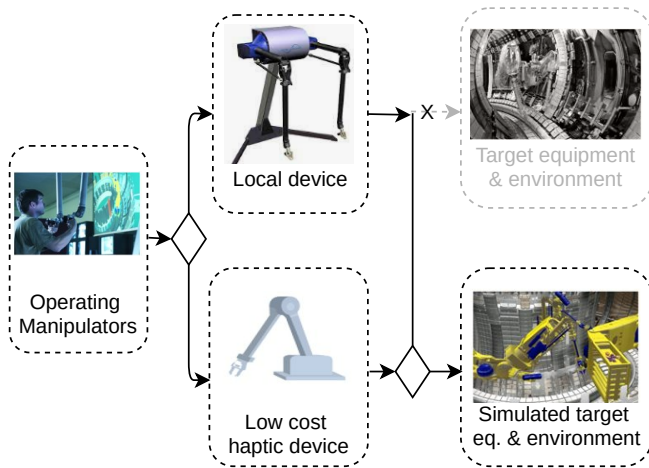 Local device
X
Target equipment
& environment
Operating
Manipulators
Low cost
haptic device
Simulated target
eq. & environment